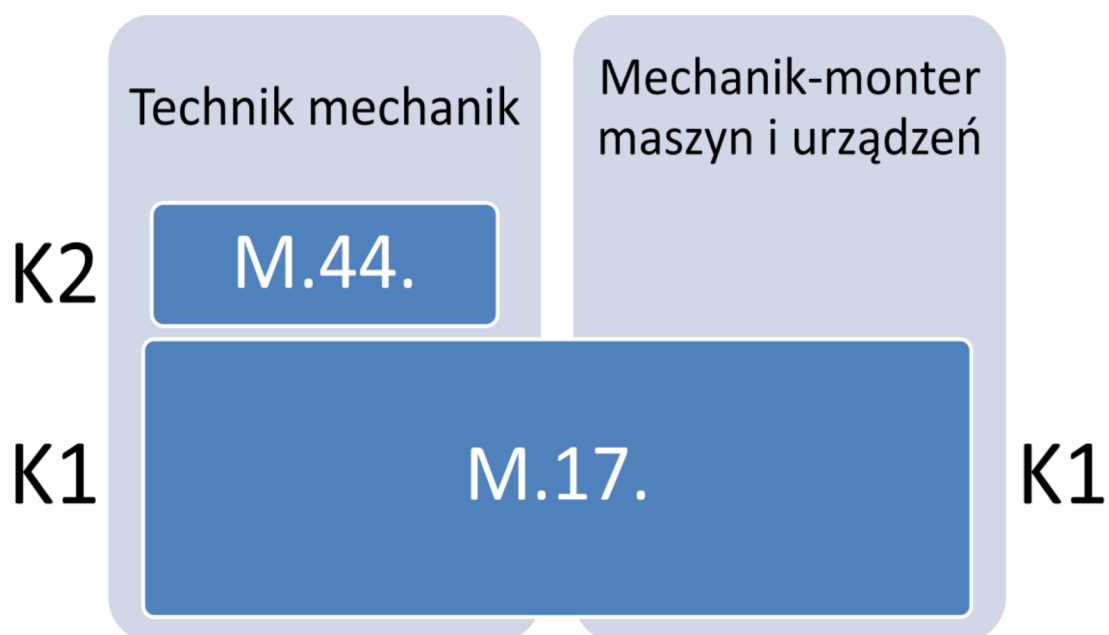 Technik mechanik
Mechanik-monter
maszyn i urządzeń
K2
M.44.
K1
M.17.
K1